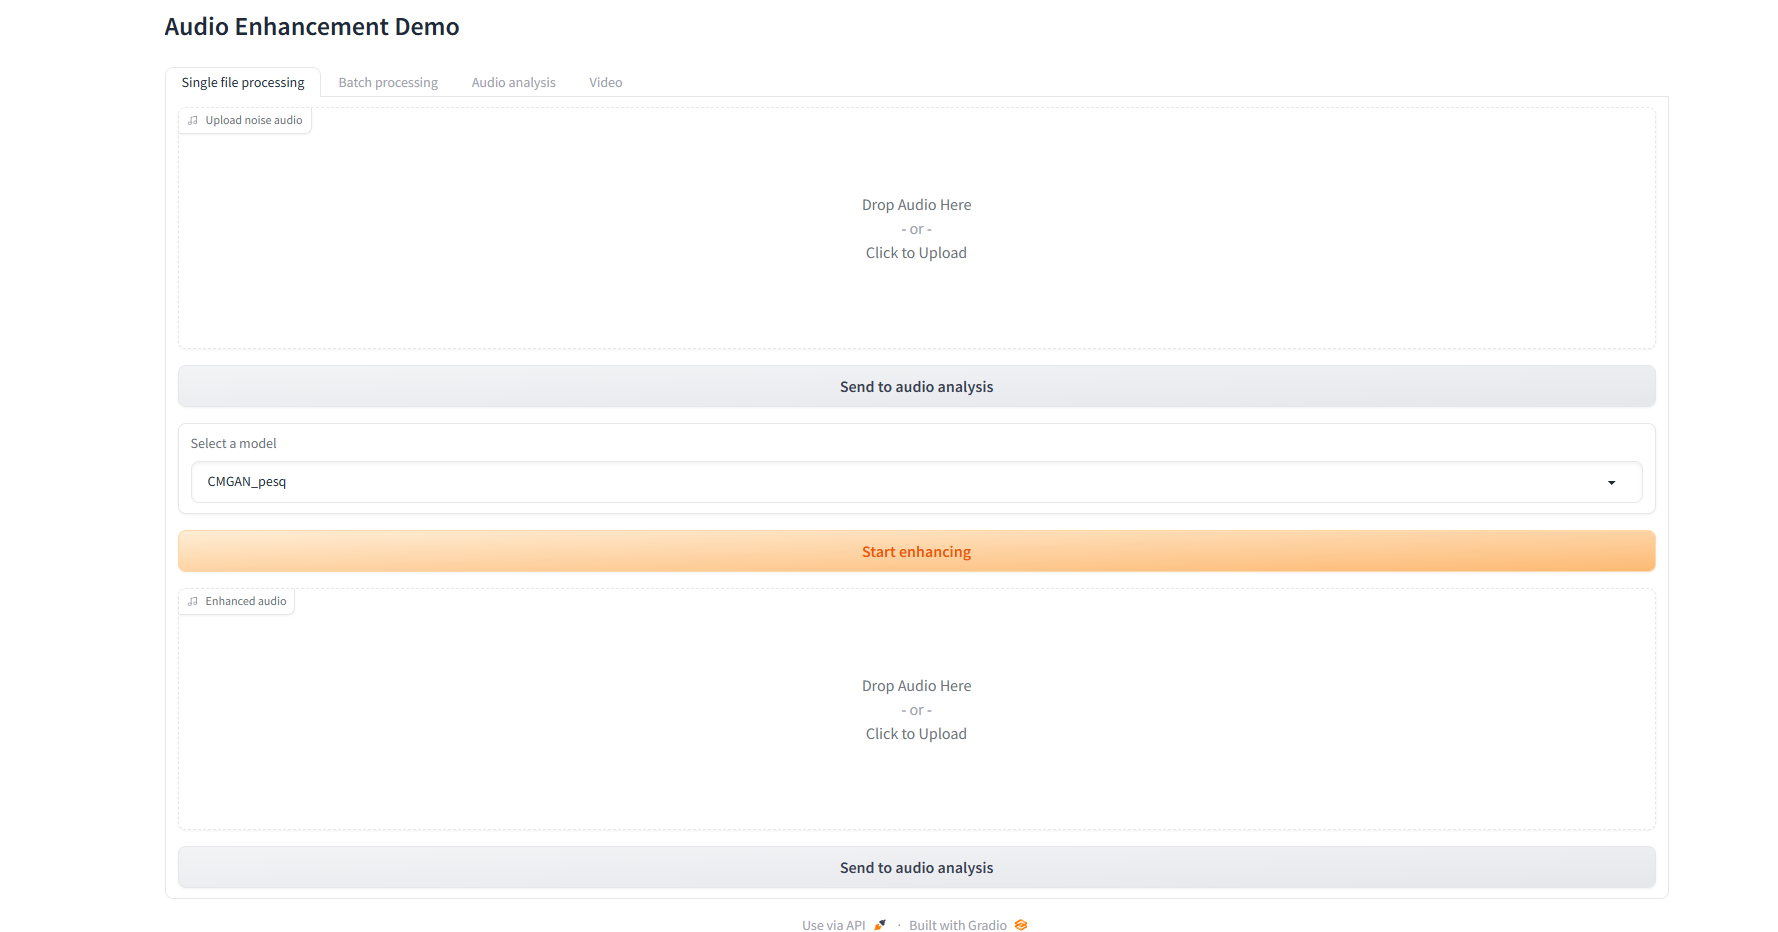 Audio Enhancement Demo
Single file processing
Batch processing
Audio analysis
Video
Upload noise audio
Drop Audio Here
- or -
Click to Upload
Send to audio analysis
Select a model
CMGAN_pesq
Start enhancing
Enhanced audio
Drop Audio Here
- or -
Click to Upload
Send to audio analysis
Use via API · Built with Gradio